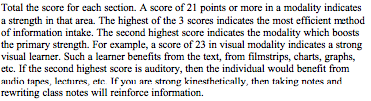 Total the score for each section. A score of 21 points or more in a modality indicates
a strength in that area. The highest of the 3 scores indicates the most efficient method
of information intake. The second highest score indicates the modality which boosts
the primary strength. For example, a score of 23 in visual modality indicates a strong
visual learner. Such a learner benefits from the text, from filmstrips, charts, graphs,
etc. If the second highest score is auditory, then the individual would benefit from
audio tapes, lectures, etc. If you are strong kinesthetically, then taking notes and
rewriting class notes will reinforce information.